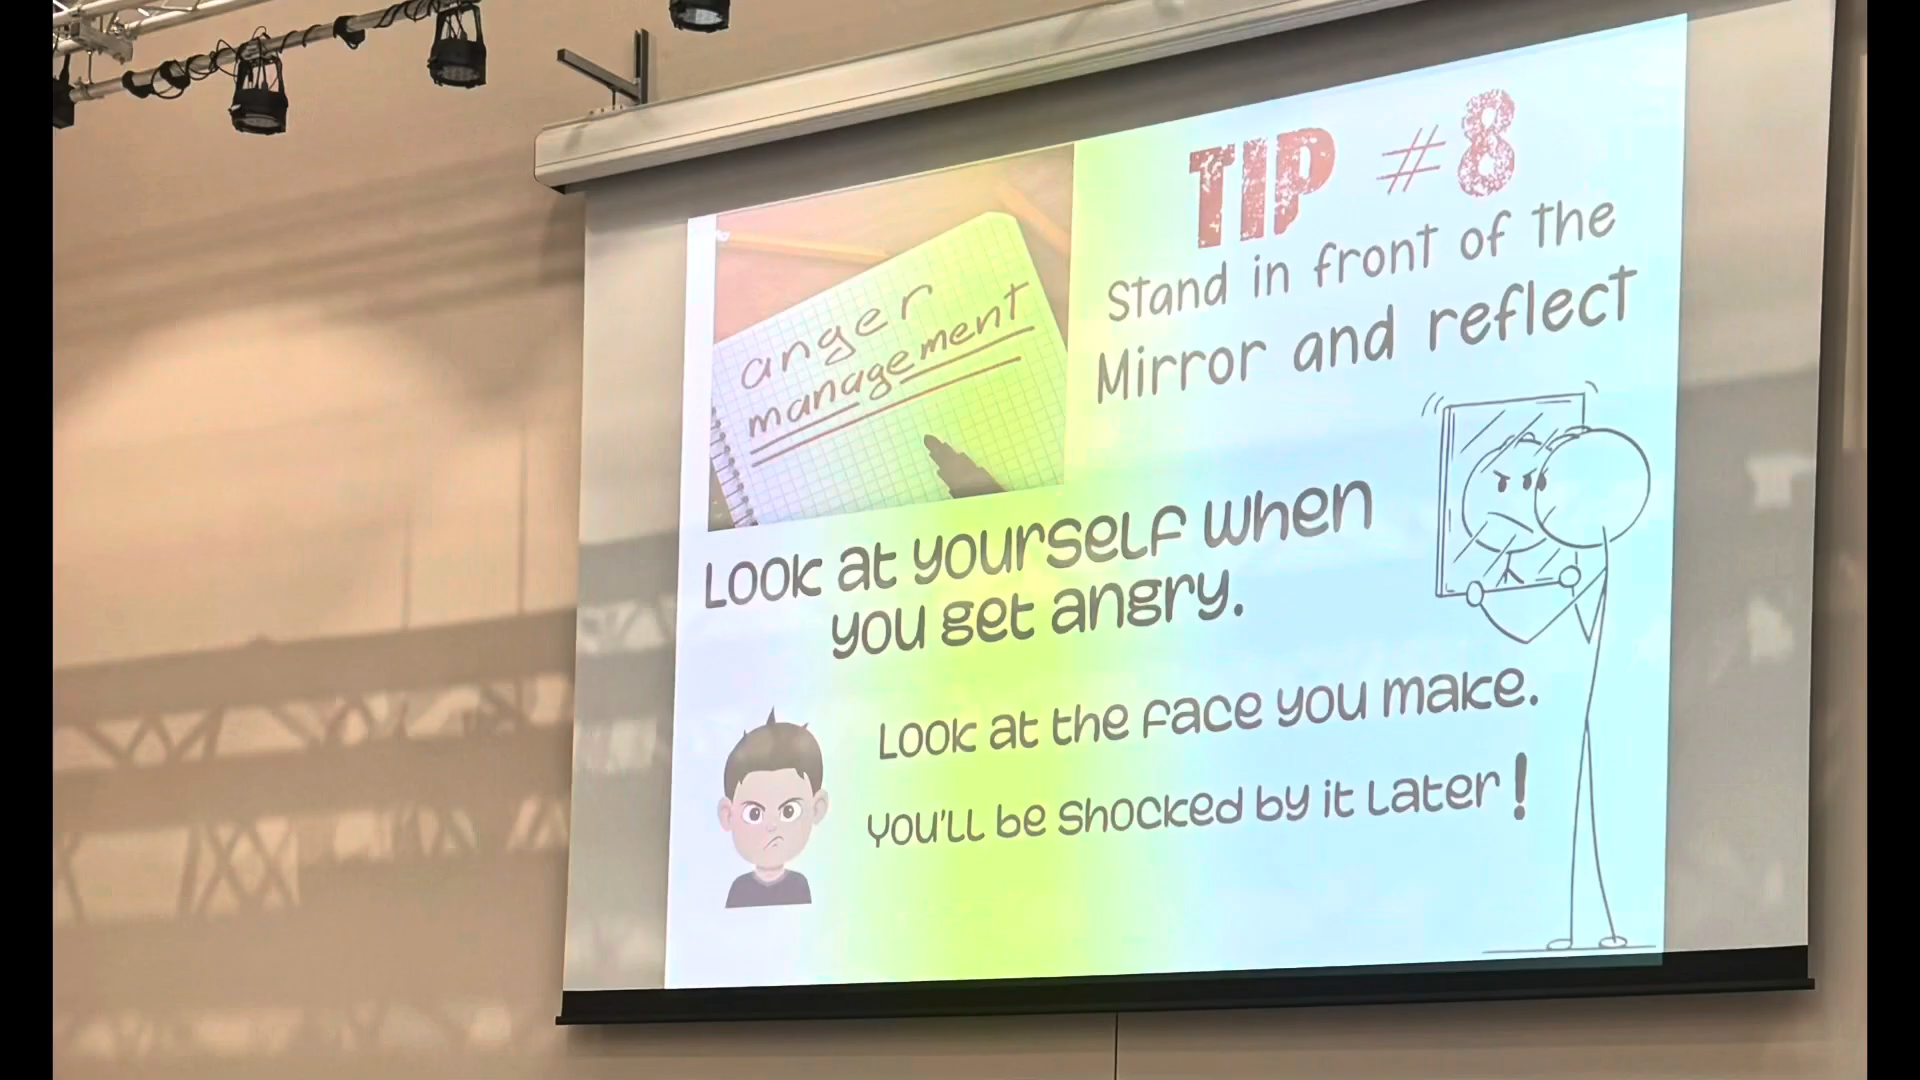 TIP #8
Stand in front of the
Mirror and reflect
anger
management
Look at yourself when
you get angry.
Look at the face you make.
You'll be shocked by it later!